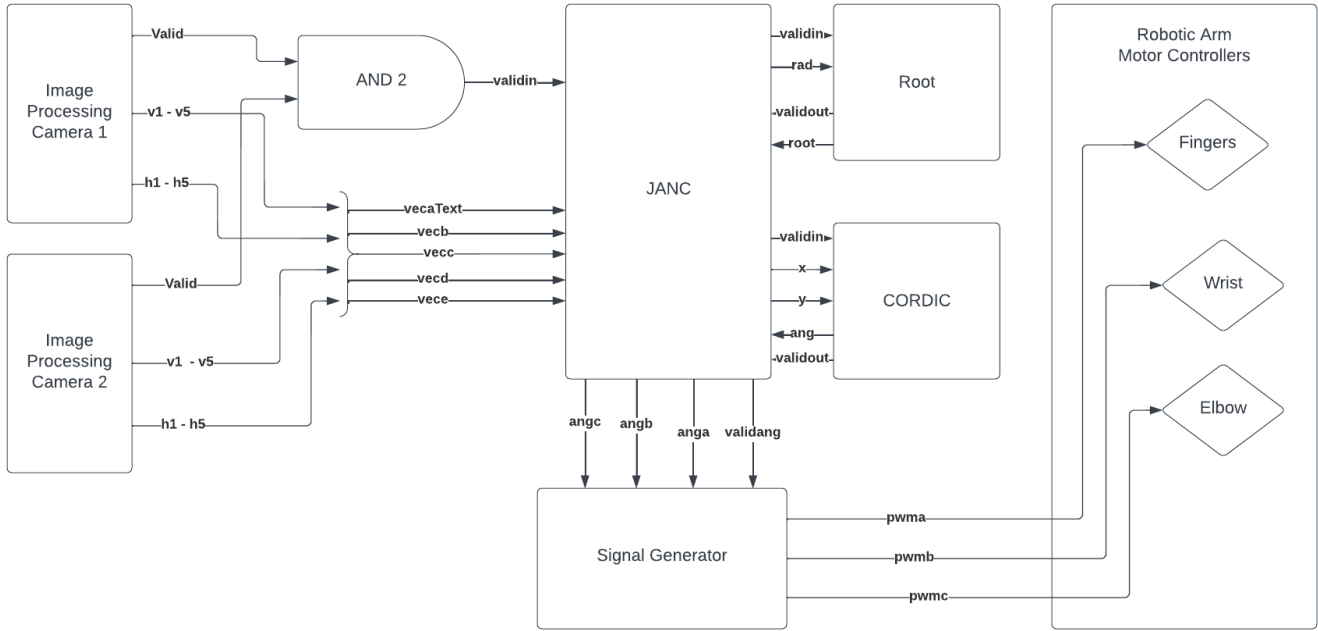 Image
Processing
Camera 1
Valid
v1 - v5
h1 - h5
AND 2
validin
Image
Processing
Camera 2
Valid
v1 - v5
h1 - h5
vecaText
vecb
vecc
vecd
vece
JANC
validin
rad
validout
root
Root
validin
x
y
ang
validout
CORDIC
angc
angb
anga
validang
Signal Generator
pwma
pwmb
pwmc
Robotic Arm
Motor Controllers
Fingers
Wrist
Elbow